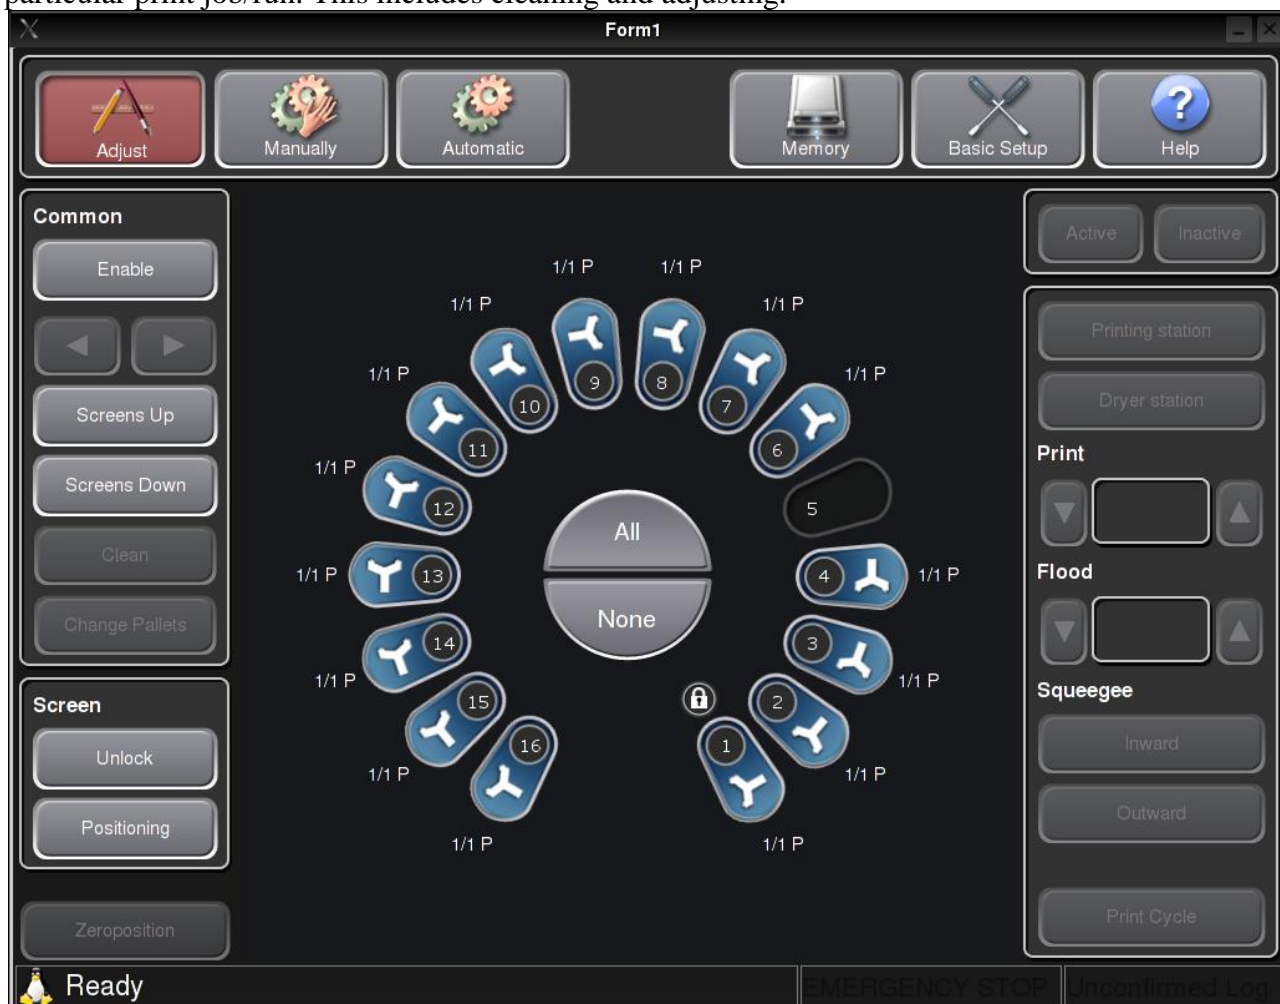 particular print job/run. This includes cleaning and adjusting.
Form1
Adjust
Manually
Automatic
Memory
Basic Setup
Help
Common
Enable
Screens Up
Screens Down
Clean
Change Pallets
Screen
Unlock
Positioning
Zeroposition
1/1 P 1/1 P
1/1 P 1/1 P
1/1 P 1/1 P
9 8
10 7
11 6
1/1 P
12 5
All
1/1 P 13 4 1/1 P
None
14 3
1/1 P 1/1 P
15 2
16 1
1/1 P 1/1 P
1/1 P 1/1 P
Active Inactive
Printing station
Dryer station
Print
Flood
Squeegee
Inward
Outward
Print Cycle
Ready
EMERGENCY STOP
Unconfirmed Log